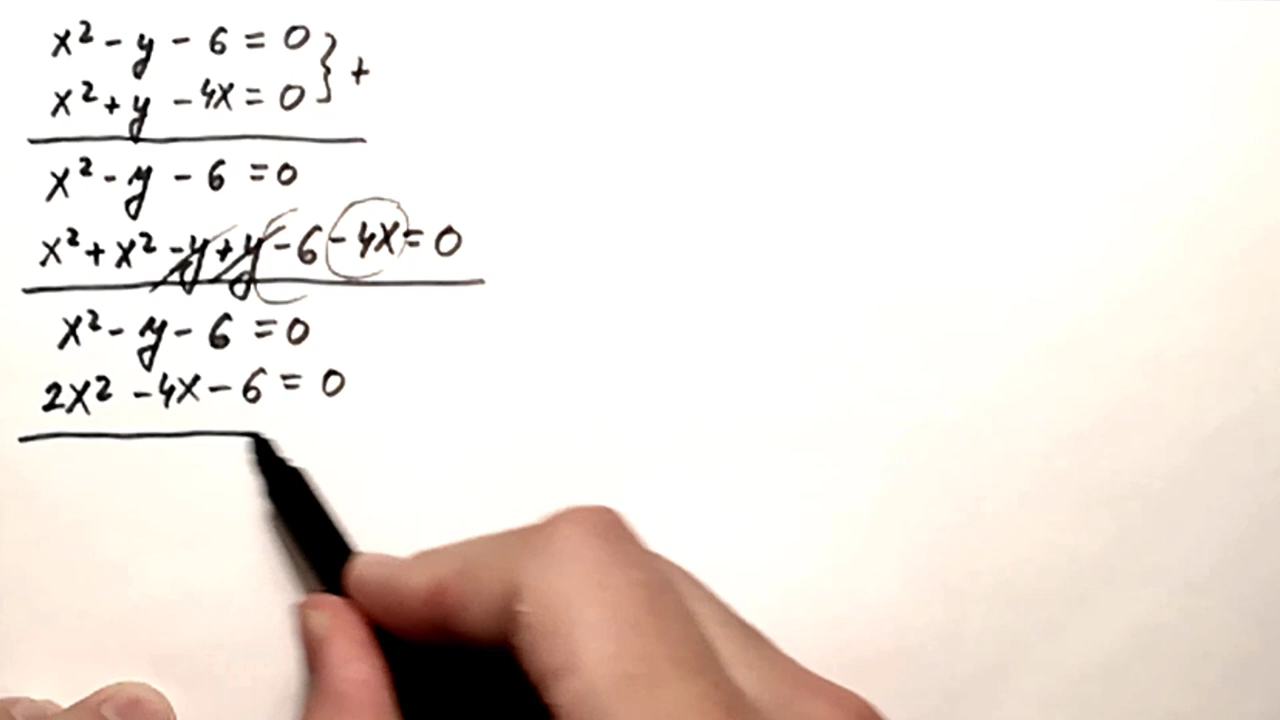 x² - y - 6 = 0 } +
x² + y - 4x = 0
x² - y - 6 = 0
x² + x² - y + y - 6 - 4x = 0
x² - y - 6 = 0
2x² - 4x - 6 = 0